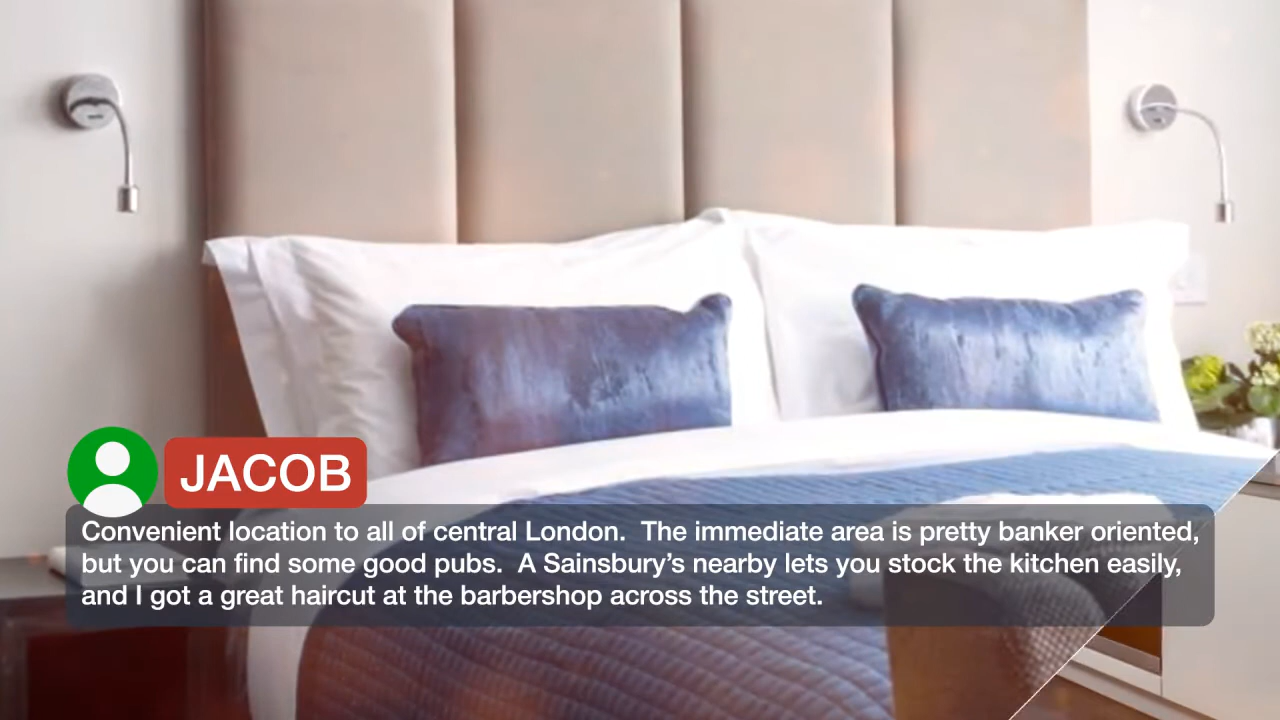 JACOB
Convenient location to all of central London.  The immediate area is pretty banker oriented,
but you can find some good pubs.  A Sainsbury's nearby lets you stock the kitchen easily,
and I got a great haircut at the barbershop across the street.